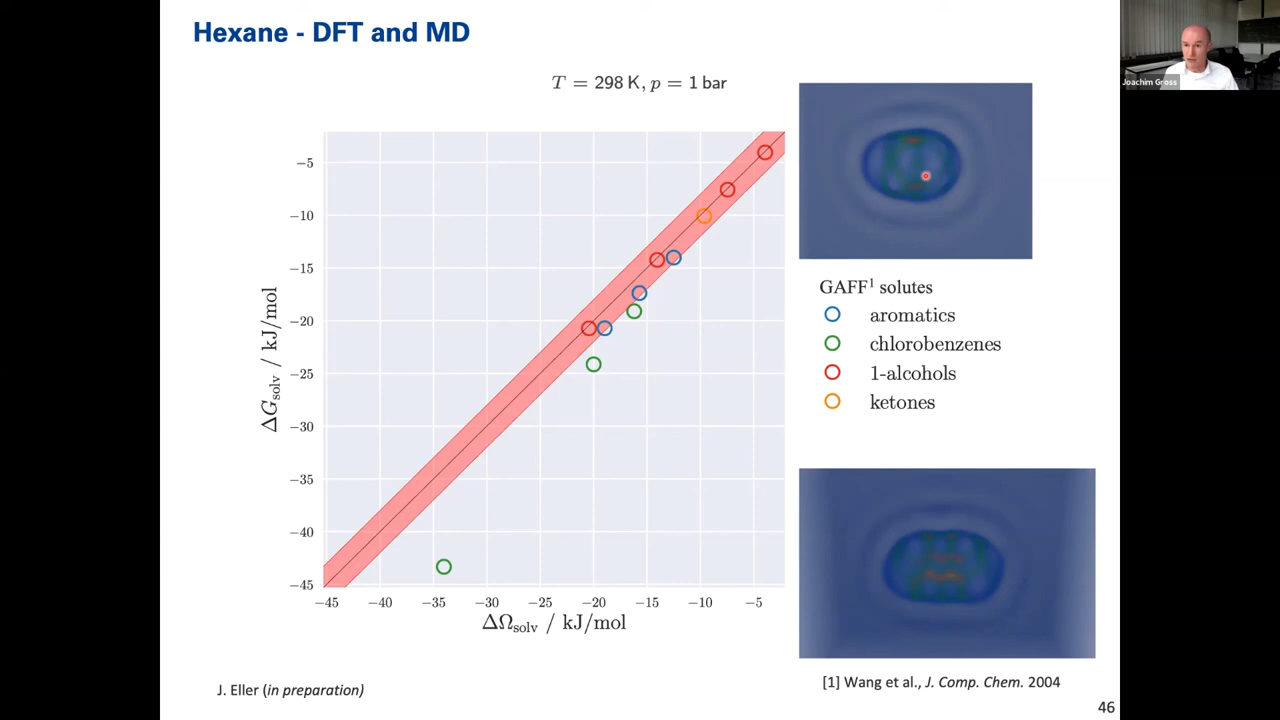 Hexane - DFT and MD
Joachim Gross
T = 298 K, p = 1 bar
−5
−10
−15
−20
−25
−30
−35
−40
−45
ΔG_solv / kJ/mol
−45 −40 −35 −30 −25 −20 −15 −10 −5
ΔΩ_solv / kJ/mol
GAFF¹ solutes
aromatics
chlorobenzenes
1-alcohols
ketones
J. Eller (in preparation)
[1] Wang et al., J. Comp. Chem. 2004
46